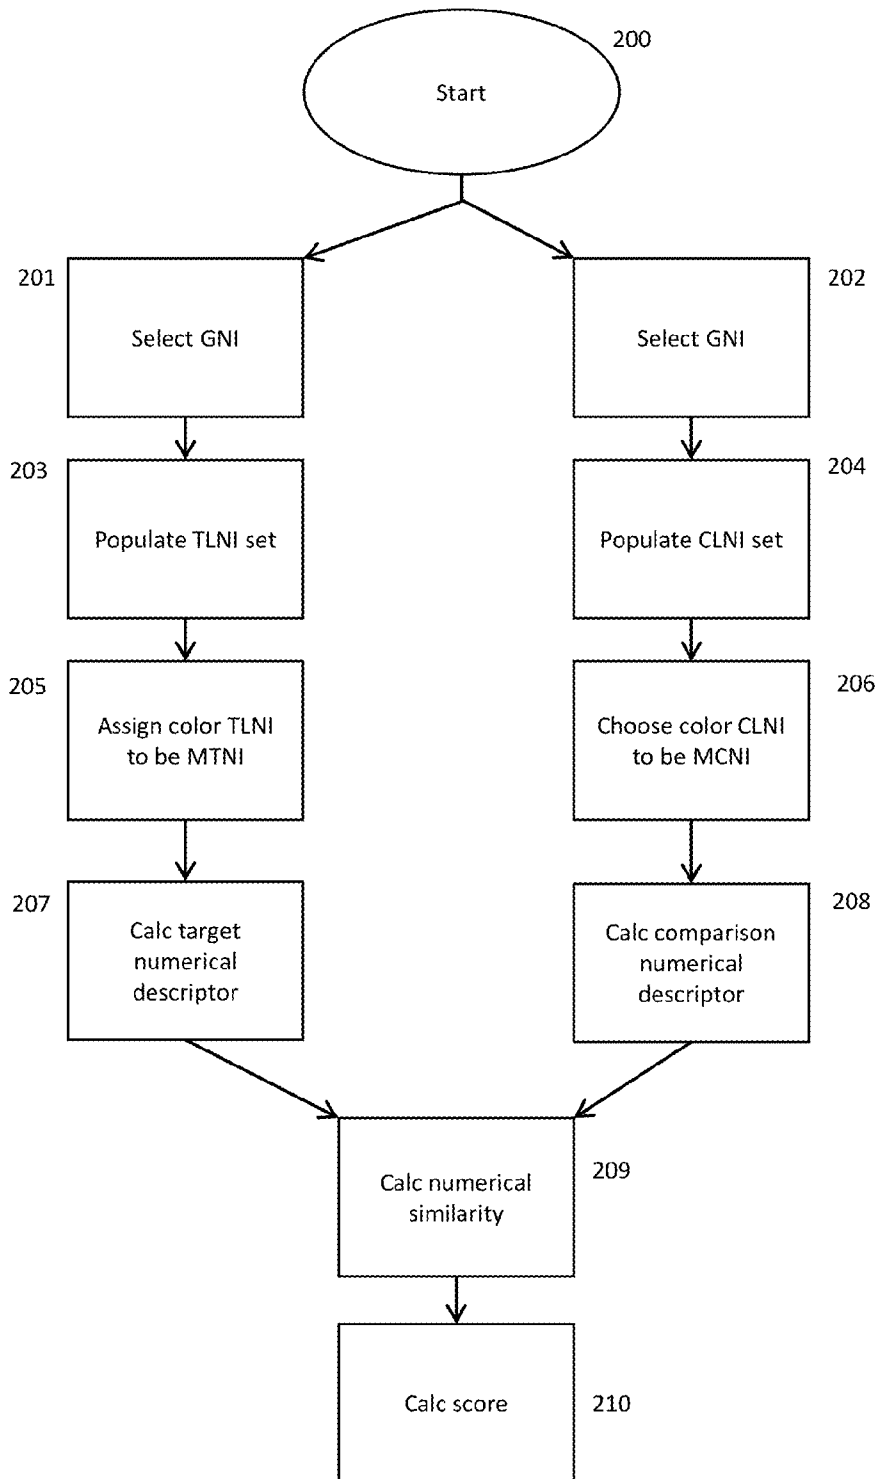 200
Start
201
Select GNI
202
Select GNI
203
Populate TLNI set
204
Populate CLNI set
205
Assign color TLNI
to be MTNI
206
Choose color CLNI
to be MCNI
207
Calc target
numerical
descriptor
208
Calc comparison
numerical
descriptor
209
Calc numerical
similarity
Calc score
210